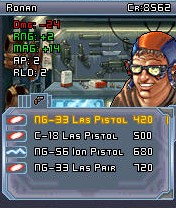 Ronan Cr:8562
Dmg: -24
RNG: +2
MAG: +14
AP: 2
RLD: 2
NG-33 Las Pistol 420
C-18 Las Pistol 500
NG-56 Ion Pistol 680
NG-33 Las Pair 720